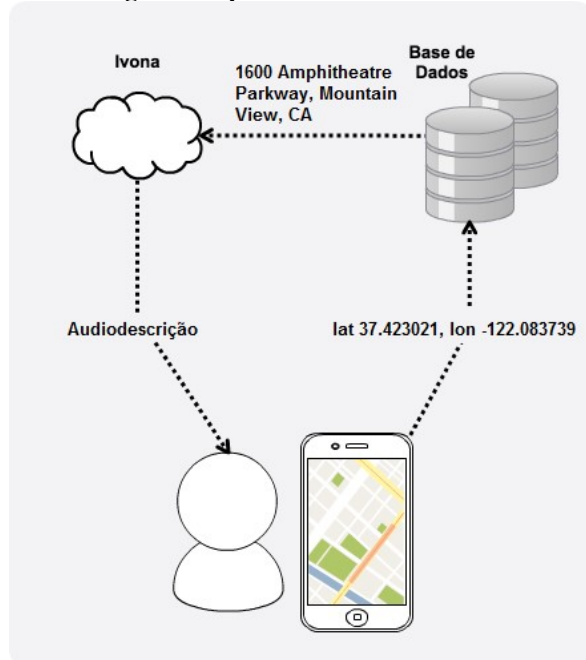 Ivona
Base de
Dados
1600 Amphitheatre
Parkway, Mountain
View, CA
Audiodescrição
lat 37.423021, lon -122.083739